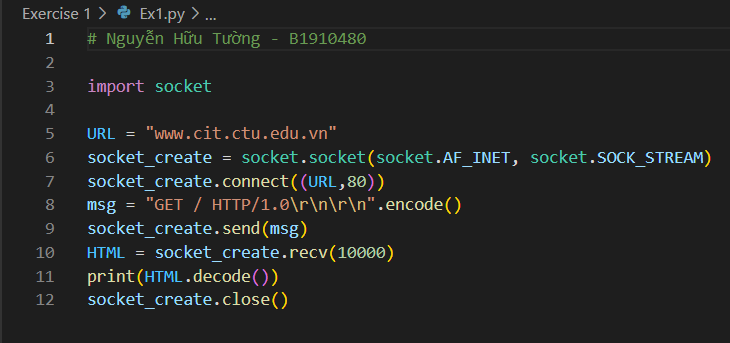 Exercise 1 > Ex1.py > ...
1 # Nguyễn Hữu Tường - B1910480
2
3 import socket
4
5 URL = "www.cit.ctu.edu.vn"
6 socket_create = socket.socket(socket.AF_INET, socket.SOCK_STREAM)
7 socket_create.connect((URL,80))
8 msg = "GET / HTTP/1.0\r\n\r\n".encode()
9 socket_create.send(msg)
10 HTML = socket_create.recv(10000)
11 print(HTML.decode())
12 socket_create.close()